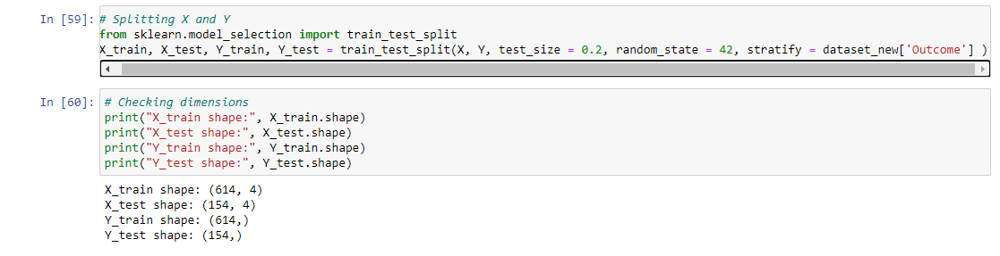 In [59]: # Splitting X and Y
from sklearn.model_selection import train_test_split
X_train, X_test, Y_train, Y_test = train_test_split(X, Y, test_size = 0.2, random_state = 42, stratify = dataset_new['Outcome'] )
In [60]: # Checking dimensions
print("X_train shape:", X_train.shape)
print("X_test shape:", X_test.shape)
print("Y_train shape:", Y_train.shape)
print("Y_test shape:", Y_test.shape)
X_train shape: (614, 4)
X_test shape: (154, 4)
Y_train shape: (614,)
Y_test shape: (154,)